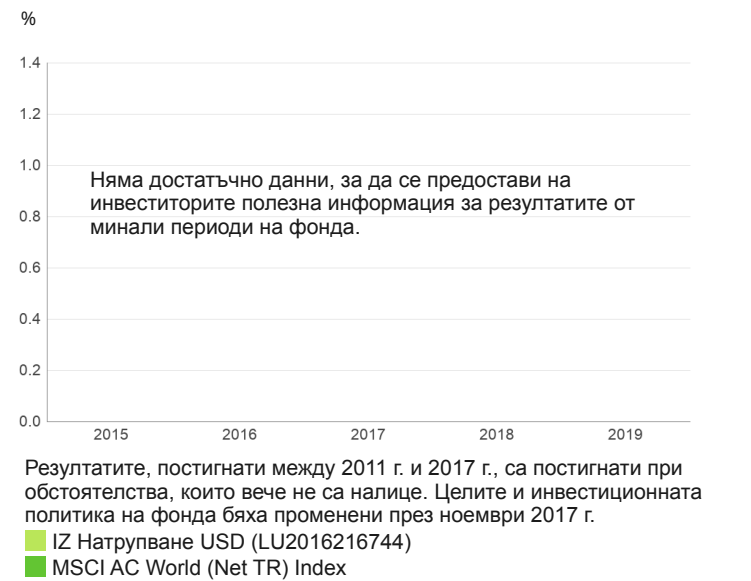 %
1.4
1.2
1.0
Няма достатъчно данни, за да се предостави на
инвеститорите полезна информация за резултатите от
минали периоди на фонда.
0.8
0.6
0.4
0.2
0.0
2015 2016 2017 2018 2019
Резултатите, постигнати между 2011 г. и 2017 г., са постигнати при
обстоятелства, които вече не са налице. Целите и инвестиционната
политика на фонда бяха променени през ноември 2017 г.
IZ Натрупване USD (LU2016216744)
MSCI AC World (Net TR) Index